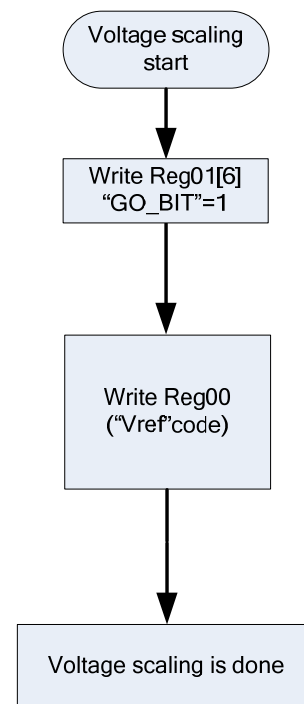 Voltage scaling
start
Write Reg01[6]
“GO_BIT”=1
Write Reg00
(“Vref”code)
Voltage scaling is done